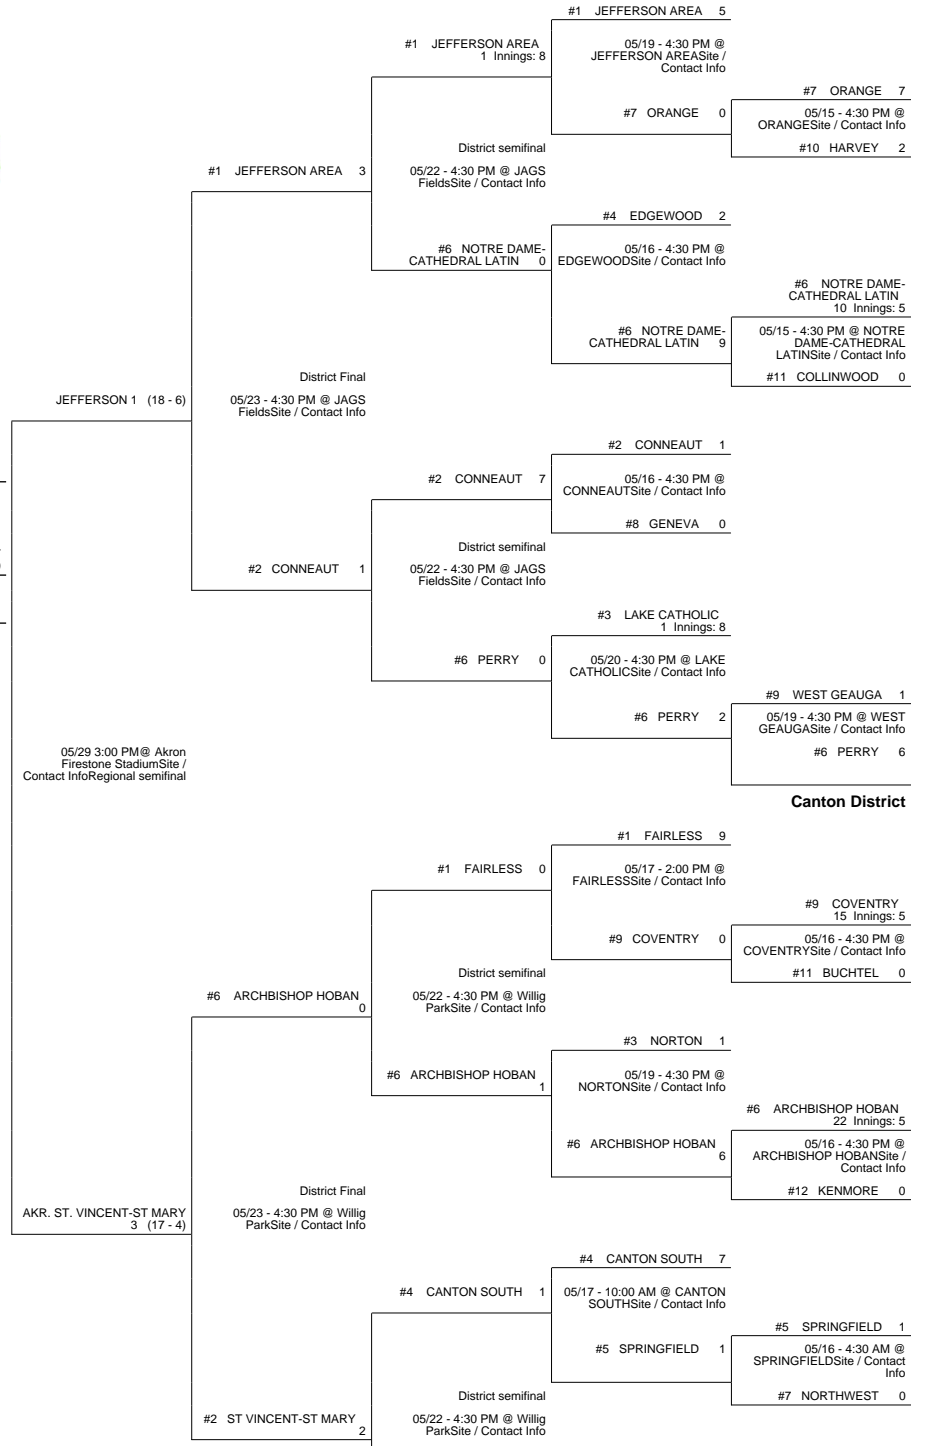 #1 JEFFERSON AREA 5
#1 JEFFERSON AREA
1 Innings: 8
05/19 - 4:30 PM @
JEFFERSON AREASite /
Contact Info
#7 ORANGE 7
#7 ORANGE 0
05/15 - 4:30 PM @
ORANGESite / Contact Info
#10 HARVEY 2
District semifinal
#1 JEFFERSON AREA 3
05/22 - 4:30 PM @ JAGS
FieldsSite / Contact Info
#4 EDGEWOOD 2
#6 NOTRE DAME-
CATHEDRAL LATIN 0
05/16 - 4:30 PM @
EDGEWOODSite / Contact Info
#6 NOTRE DAME-
CATHEDRAL LATIN
10 Innings: 5
#6 NOTRE DAME-
CATHEDRAL LATIN 9
05/15 - 4:30 PM @ NOTRE
DAME-CATHEDRAL
LATINSite / Contact Info
#11 COLLINWOOD 0
District Final
JEFFERSON 1 (18 - 6)
05/23 - 4:30 PM @ JAGS
FieldsSite / Contact Info
#2 CONNEAUT 1
#2 CONNEAUT 7
05/16 - 4:30 PM @
CONNEAUTSite / Contact Info
#8 GENEVA 0
District semifinal
#2 CONNEAUT 1
05/22 - 4:30 PM @ JAGS
FieldsSite / Contact Info
#3 LAKE CATHOLIC
1 Innings: 8
#6 PERRY 0
05/20 - 4:30 PM @ LAKE
CATHOLICSite / Contact Info
#9 WEST GEAUGA 1
#6 PERRY 2
05/19 - 4:30 PM @ WEST
GEAUGASite / Contact Info
#6 PERRY 6
05/29 3:00 PM@ Akron
Firestone StadiumSite /
Contact InfoRegional semifinal
Canton District
#1 FAIRLESS 9
#1 FAIRLESS 0
05/17 - 2:00 PM @
FAIRLESSSite / Contact Info
#9 COVENTRY
15 Innings: 5
#9 COVENTRY 0
05/16 - 4:30 PM @
COVENTRYSite / Contact Info
#11 BUCHTEL 0
District semifinal
#6 ARCHBISHOP HOBAN
0
05/22 - 4:30 PM @ Willig
ParkSite / Contact Info
#3 NORTON 1
#6 ARCHBISHOP HOBAN
1
05/19 - 4:30 PM @
NORTONSite / Contact Info
#6 ARCHBISHOP HOBAN
22 Innings: 5
#6 ARCHBISHOP HOBAN
6
05/16 - 4:30 PM @
ARCHBISHOP HOBANSite /
Contact Info
#12 KENMORE 0
District Final
AKR. ST. VINCENT-ST MARY
3 (17 - 4)
05/23 - 4:30 PM @ Willig
ParkSite / Contact Info
#4 CANTON SOUTH 7
#4 CANTON SOUTH 1
05/17 - 10:00 AM @ CANTON
SOUTHSite / Contact Info
#5 SPRINGFIELD 1
#5 SPRINGFIELD 1
05/16 - 4:30 AM @
SPRINGFIELDSite / Contact
Info
#7 NORTHWEST 0
District semifinal
#2 ST VINCENT-ST MARY
2
05/22 - 4:30 PM @ Willig
ParkSite / Contact Info